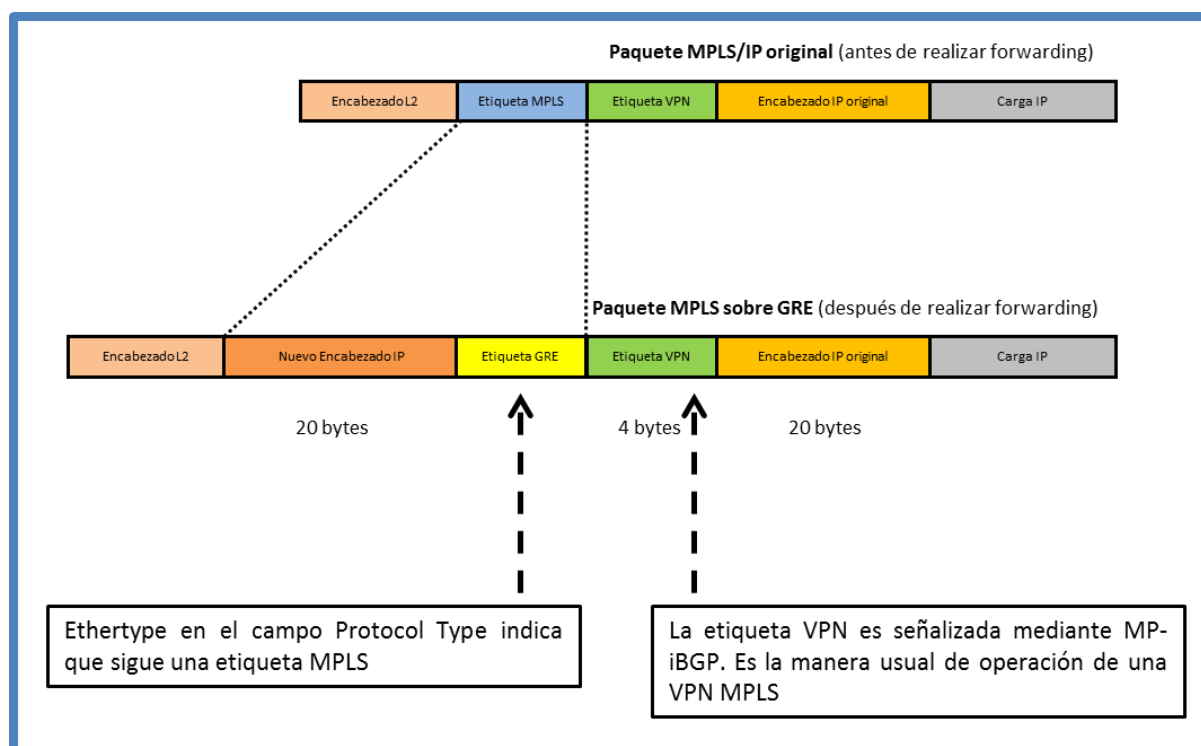 Paquete MPLS/IP original (antes de realizar forwarding)
Encabezado L2
Etiqueta MPLS
Etiqueta VPN
Encabezado IP original
Carga IP
Paquete MPLS sobre GRE (después de realizar forwarding)
Encabezado L2
Nuevo Encabezado IP
Etiqueta GRE
Etiqueta VPN
Encabezado IP original
Carga IP
20 bytes
4 bytes
20 bytes
Ethertype en el campo Protocol Type indica
que sigue una etiqueta MPLS
La etiqueta VPN es señalizada mediante MP-
iBGP. Es la manera usual de operación de una
VPN MPLS